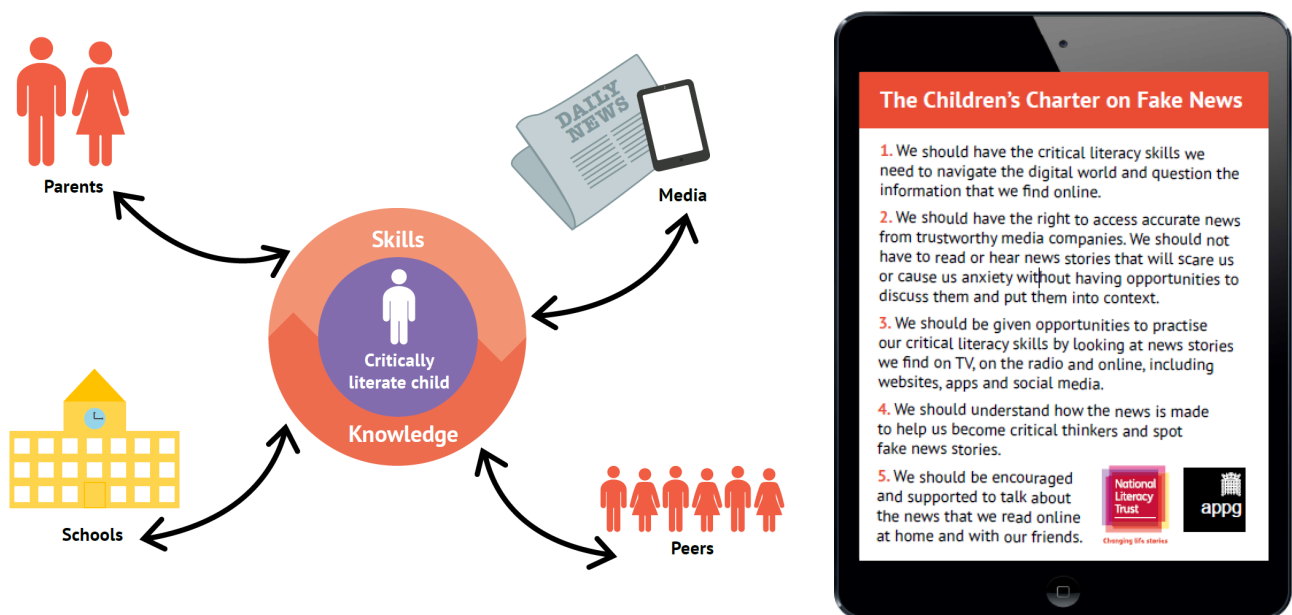 Parents
DAILY
NEWS
Media
Skills
Critically
literate child
Knowledge
Schools
Peers
The Children's Charter on Fake News
1. We should have the critical literacy skills we
need to navigate the digital world and question the
information that we find online.
2. We should have the right to access accurate news
from trustworthy media companies. We should not
have to read or hear news stories that will scare us
or cause us anxiety without having opportunities to
discuss them and put them into context.
3. We should be given opportunities to practise
our critical literacy skills by looking at news stories
we find on TV, on the radio and online, including
websites, apps and social media.
4. We should understand how the news is made
to help us become critical thinkers and spot
fake news stories.
5. We should be encouraged
and supported to talk about
the news that we read online
at home and with our friends.
National
Literacy
Trust
Changing life stories
appg